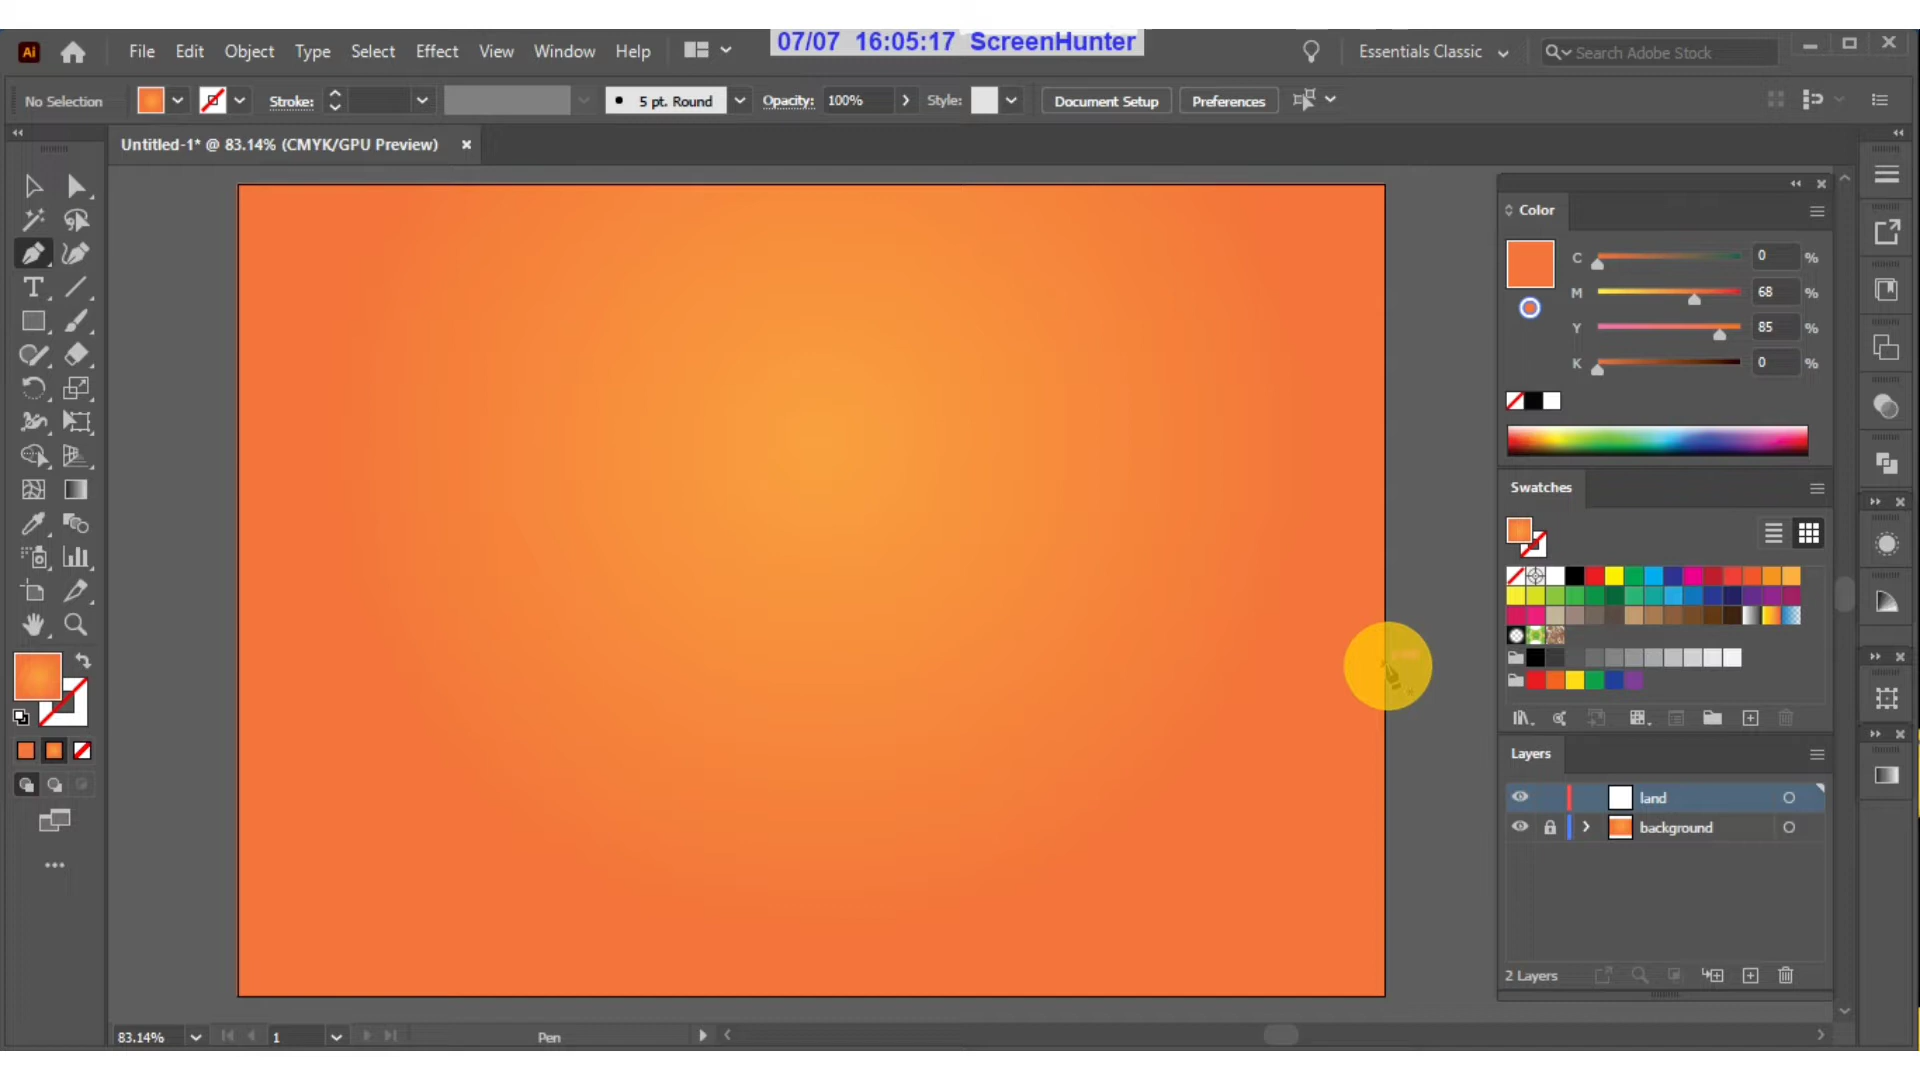 07/07 16:05:17 ScreenHunter
Ai File Edit Object Type Select Effect View Window Help Essentials Classic Search Adobe Stock
No Selection Stroke: 5 pt. Round Opacity: 100% Style: Document Setup Preferences
Untitled-1* @ 83.14% (CMYK/GPU Preview)
Color
C 0 %
M 68 %
Y 85 %
K 0 %
Swatches
Layers
land
background
2 Layers
83.14% 1 Pen